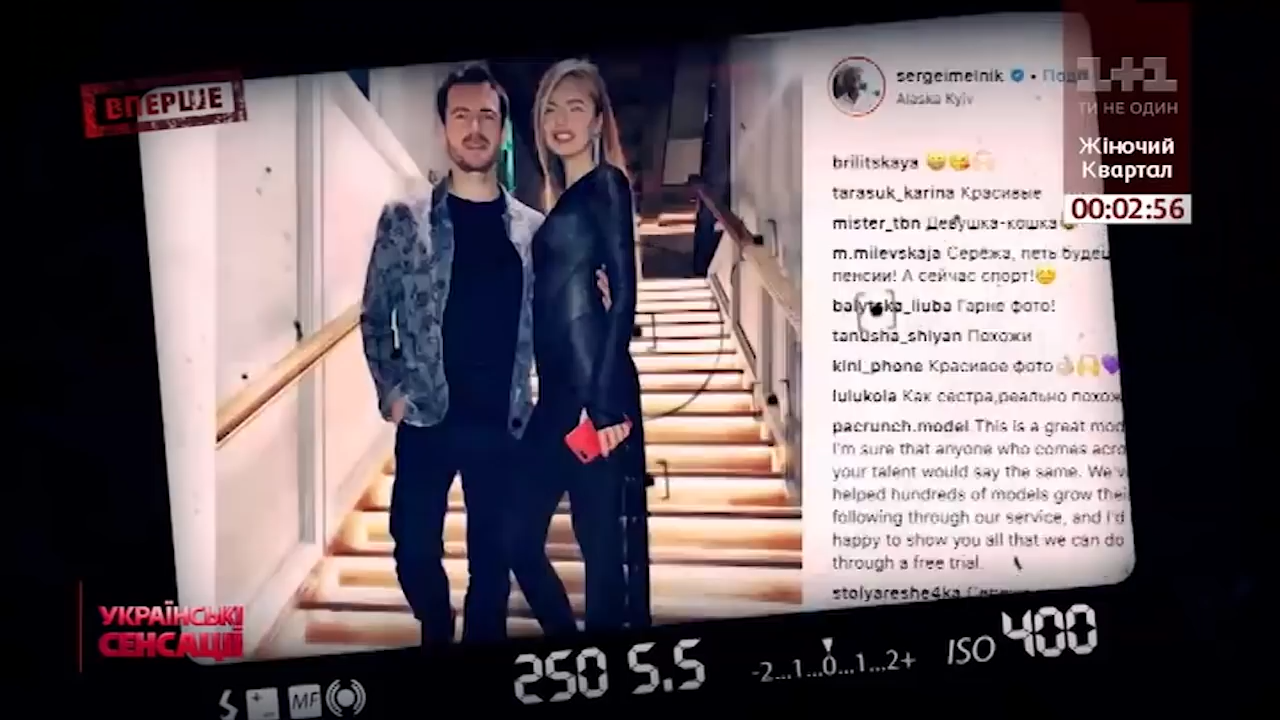 ВПЕРШЕ
sergeimelnik
Alaska Kyiv
1+1
ТИ НЕ ОДИН
Жіночий
Квартал
00:02:56
brilitskaya
tarasuk_karina Красивые
mister_tbn Девушка-кошка
m.milevskaja Серёжа, петь будеш
пенсии! А сейчас спорт!
balytska_liuba Гарне фото!
tanusha_shiyan Похожи
kini_phone Красивое фото
lulukola Как сестра,реально похож
pacrunch.model This is a great mod
I'm sure that anyone who comes acro
your talent would say the same. We'v
helped hundreds of models grow thei
following through our service, and I'd
happy to show you all that we can do
through a free trial.
stolyareshe4ka
УКРАЇНСЬКІ
СЕНСАЦІЇ
250 5.5
-2...1...0...1...2+
ISO 400
MF